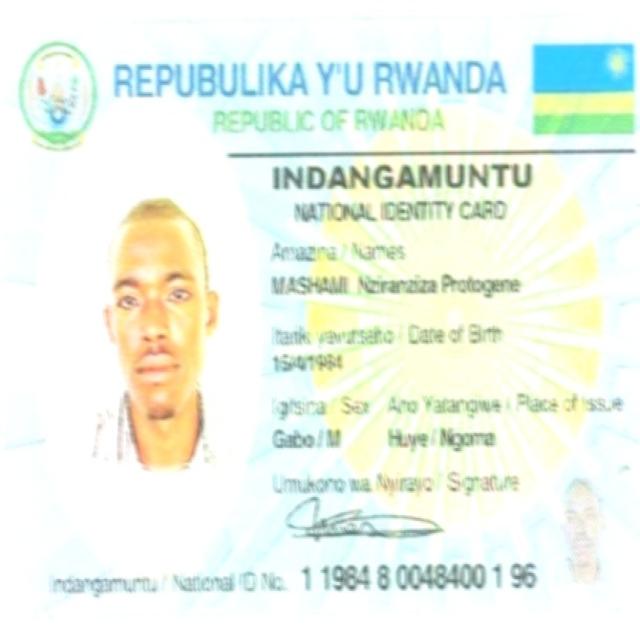 REPUBULIKA Y'U RWANDA
REPUBLIC OF RWANDA
INDANGAMUNTU
NATIONAL IDENTITY CARD
Amazina / Names
MASHAMI Nziranziza Protogene
Itariki yavutseho / Date of Birth
15/4/1984
Igitsina / Sex Aho Yatangiwe / Place of Issue
Gabo / M Huye / Ngoma
Umukono wa Nyirayo / Signature
Indangamuntu / National ID No. 1 1984 8 0048400 1 96